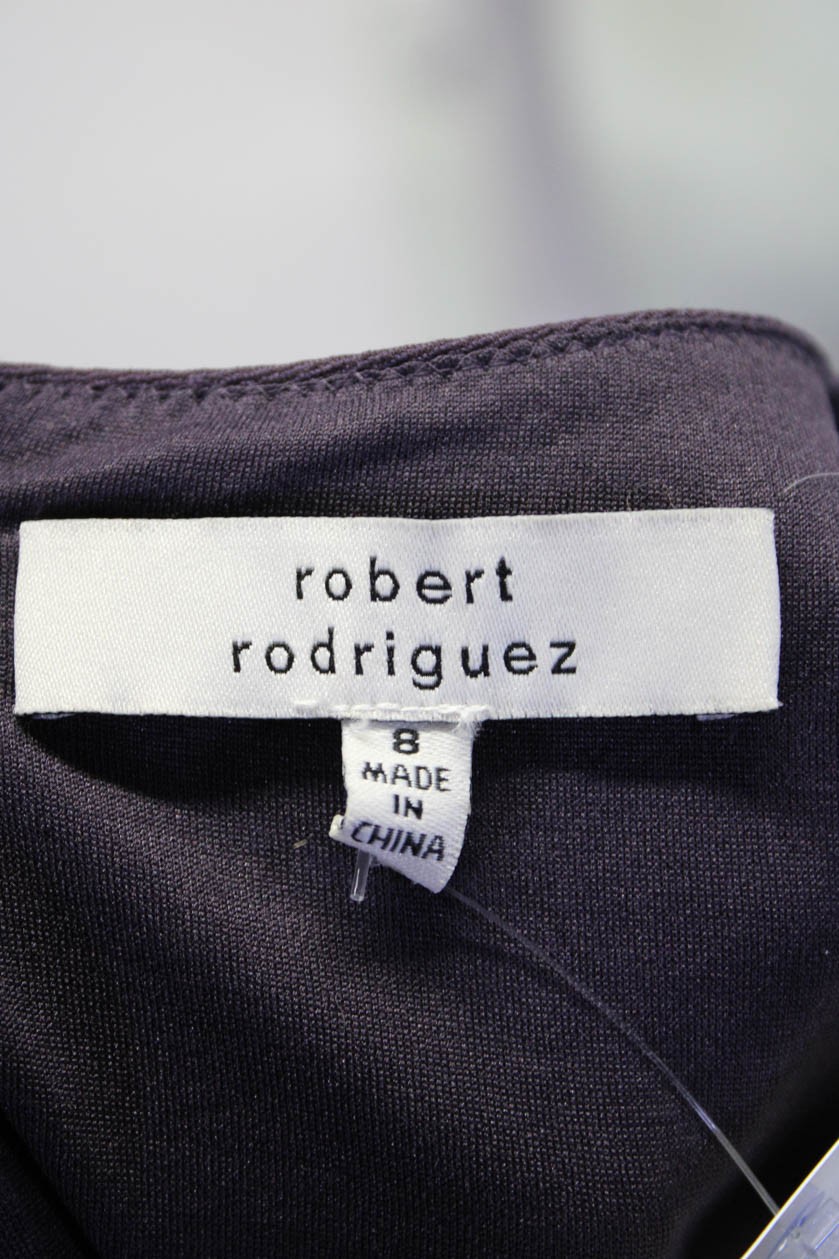 robert
rodriguez
8
MADE
IN
CHINA